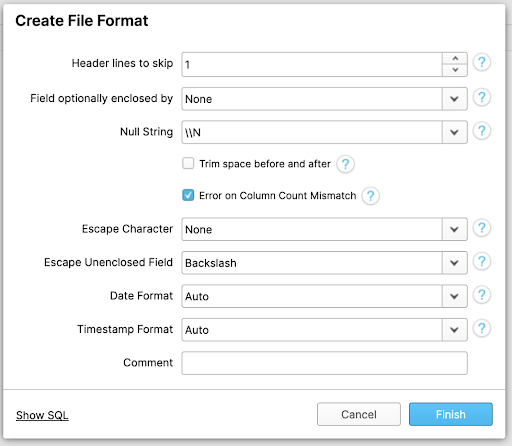 Create File Format
Header lines to skip 1 ?
Field optionally enclosed by None ?
Null String \\N ?
Trim space before and after ?
Error on Column Count Mismatch ?
Escape Character None ?
Escape Unenclosed Field Backslash ?
Date Format Auto ?
Timestamp Format Auto ?
Comment
Show SQL Cancel Finish